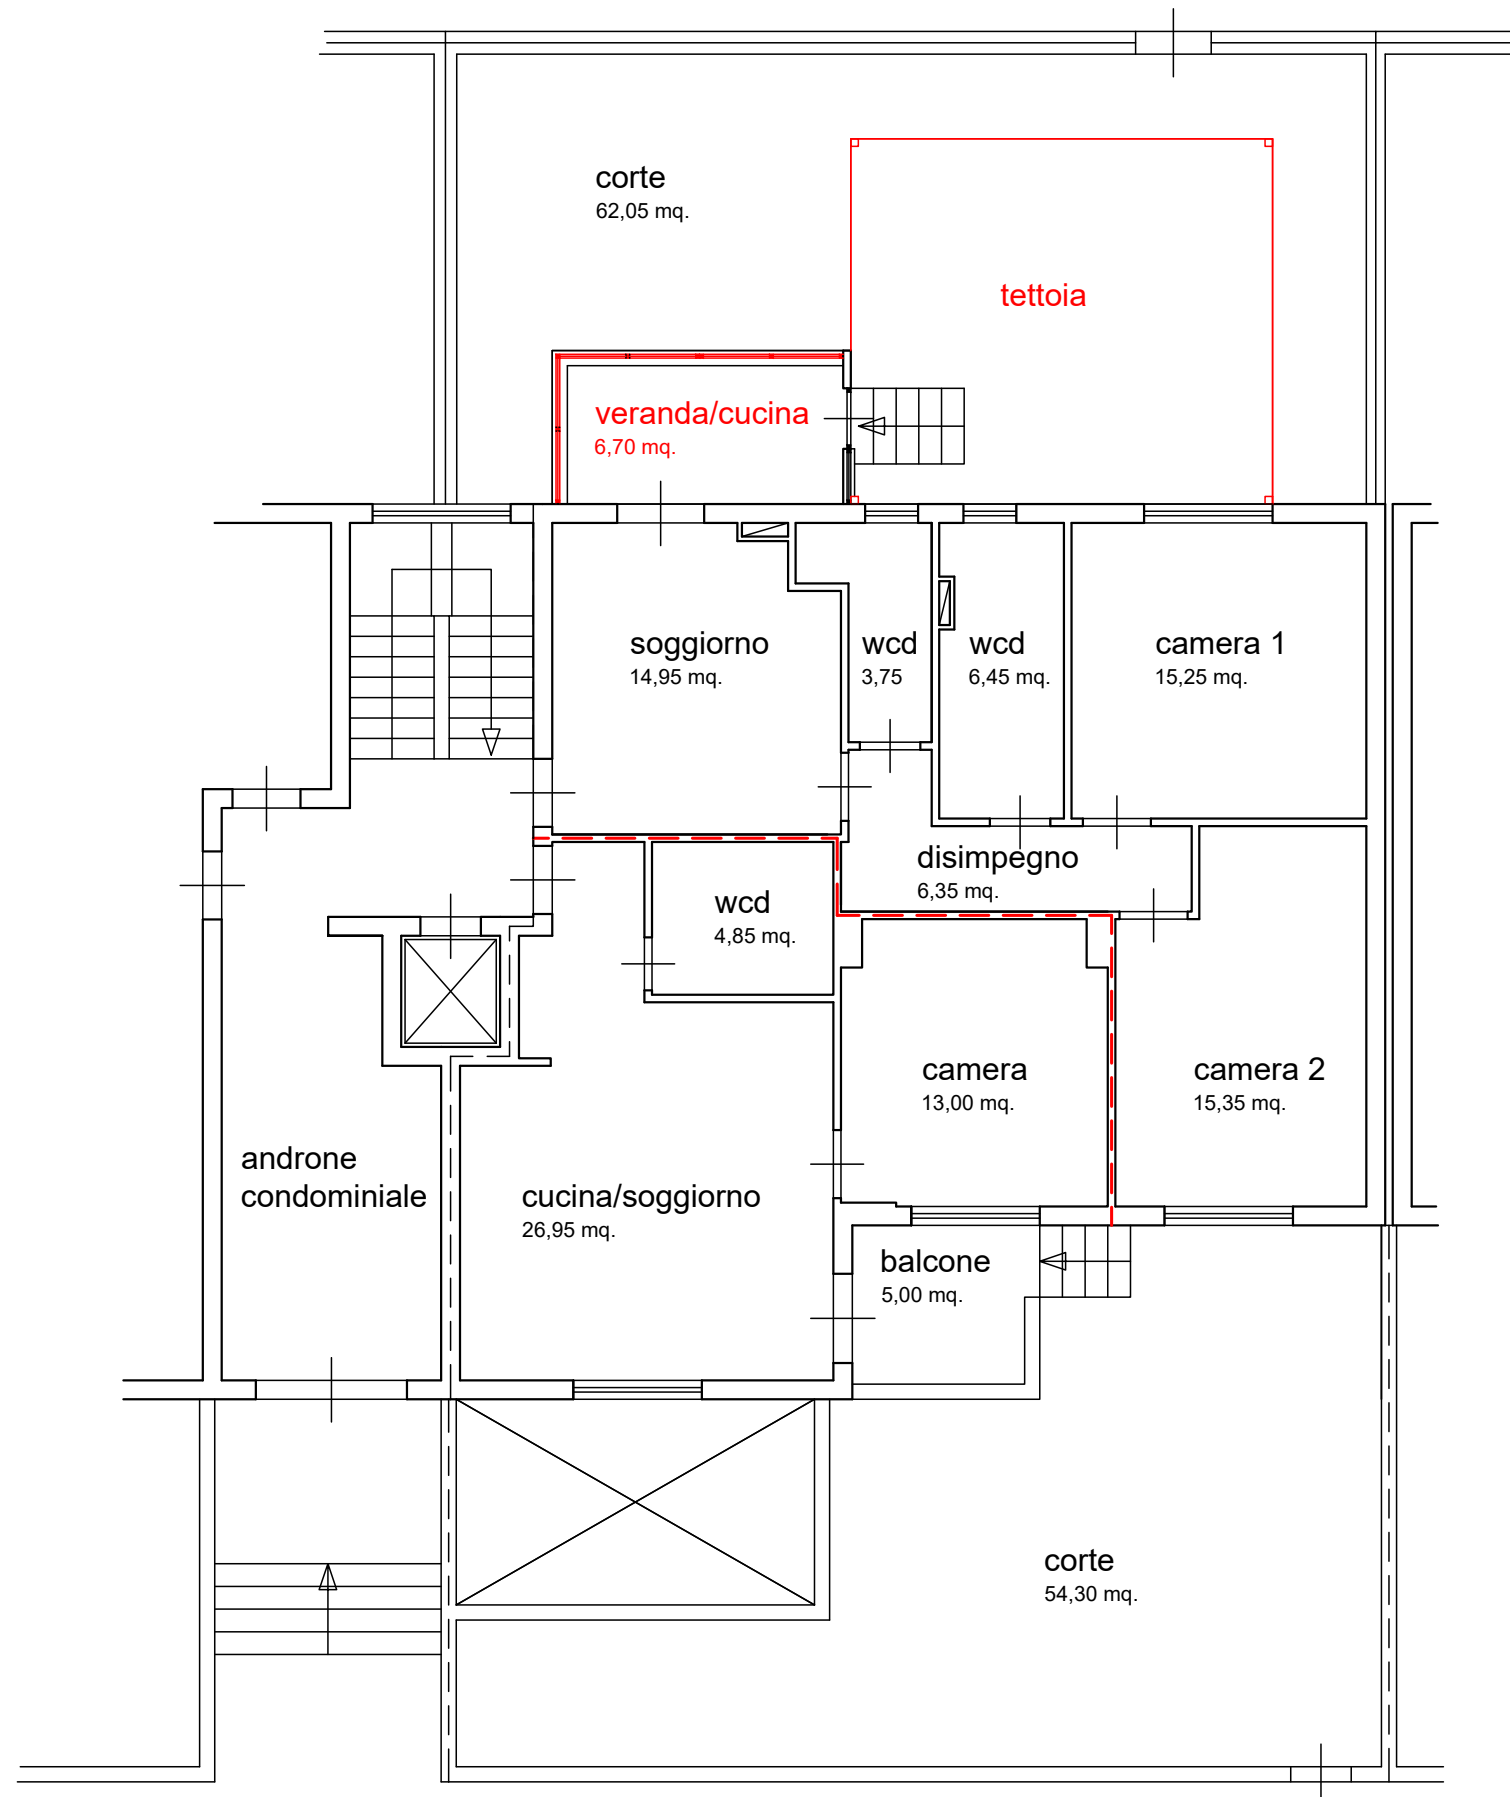 corte
62,05 mq.
tettoia
veranda/cucina
6,70 mq.
soggiorno
14,95 mq.
wcd
3,75
wcd
6,45 mq.
camera 1
15,25 mq.
disimpegno
6,35 mq.
wcd
4,85 mq.
camera
13,00 mq.
camera 2
15,35 mq.
androne
condominiale
cucina/soggiorno
26,95 mq.
balcone
5,00 mq.
corte
54,30 mq.